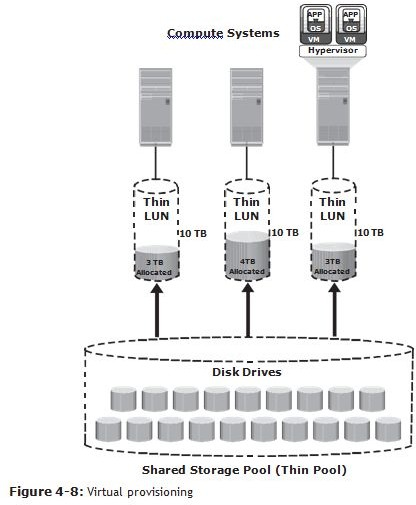 Compute Systems
APP APP
OS OS
VM VM
Hypervisor
Thin LUN
10 TB
3 TB Allocated
Thin LUN
10 TB
4TB Allocated
Thin LUN
10 TB
3TB Allocated
Disk Drives
Shared Storage Pool (Thin Pool)
Figure 4-8: Virtual provisioning